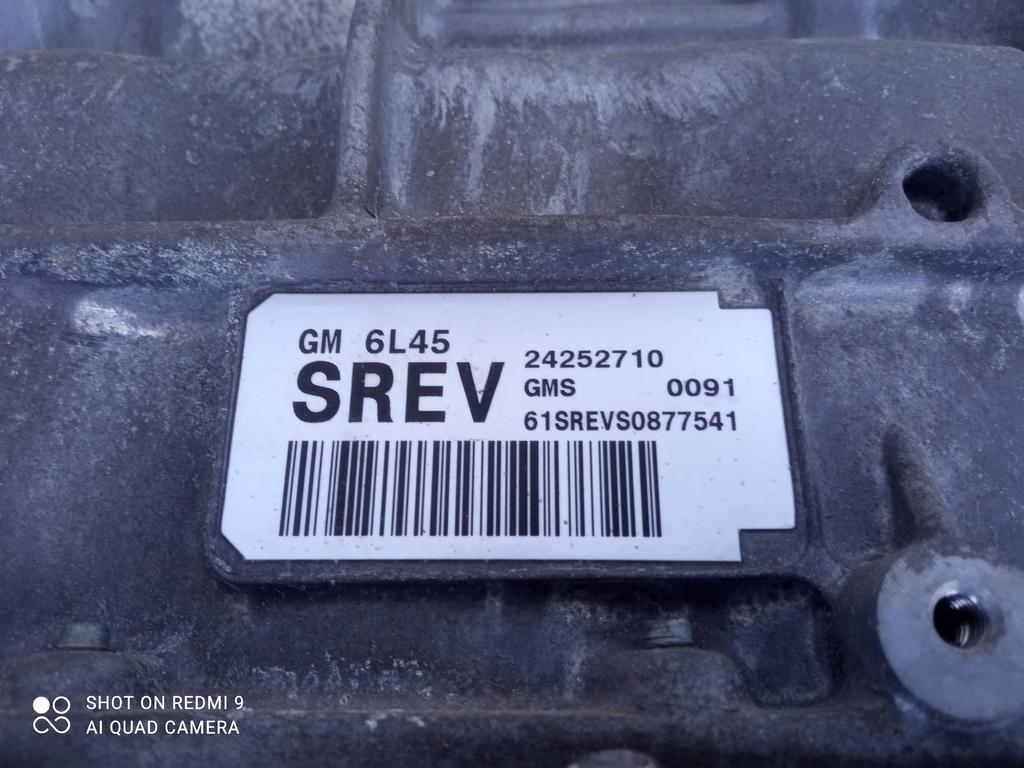 GM 6L45
SREV
24252710
GMS 0091
61SREVS0877541
SHOT ON REDMI 9
AI QUAD CAMERA